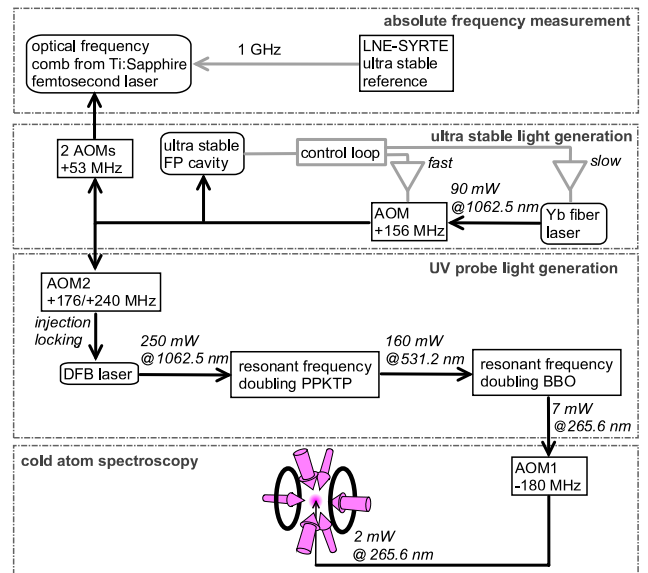 absolute frequency measurement
optical frequency
comb from Ti:Sapphire
femtosecond laser
1 GHz
LNE-SYRTE
ultra stable
reference
ultra stable light generation
2 AOMs
+53 MHz
ultra stable
FP cavity
control loop
fast
slow
90 mW
@1062.5 nm
AOM
+156 MHz
Yb fiber
laser
UV probe light generation
AOM2
+176/+240 MHz
injection
locking
DFB laser
250 mW
@1062.5 nm
resonant frequency
doubling PPKTP
160 mW
@531.2 nm
resonant frequency
doubling BBO
7 mW
@265.6 nm
cold atom spectroscopy
AOM1
-180 MHz
2 mW
@ 265.6 nm